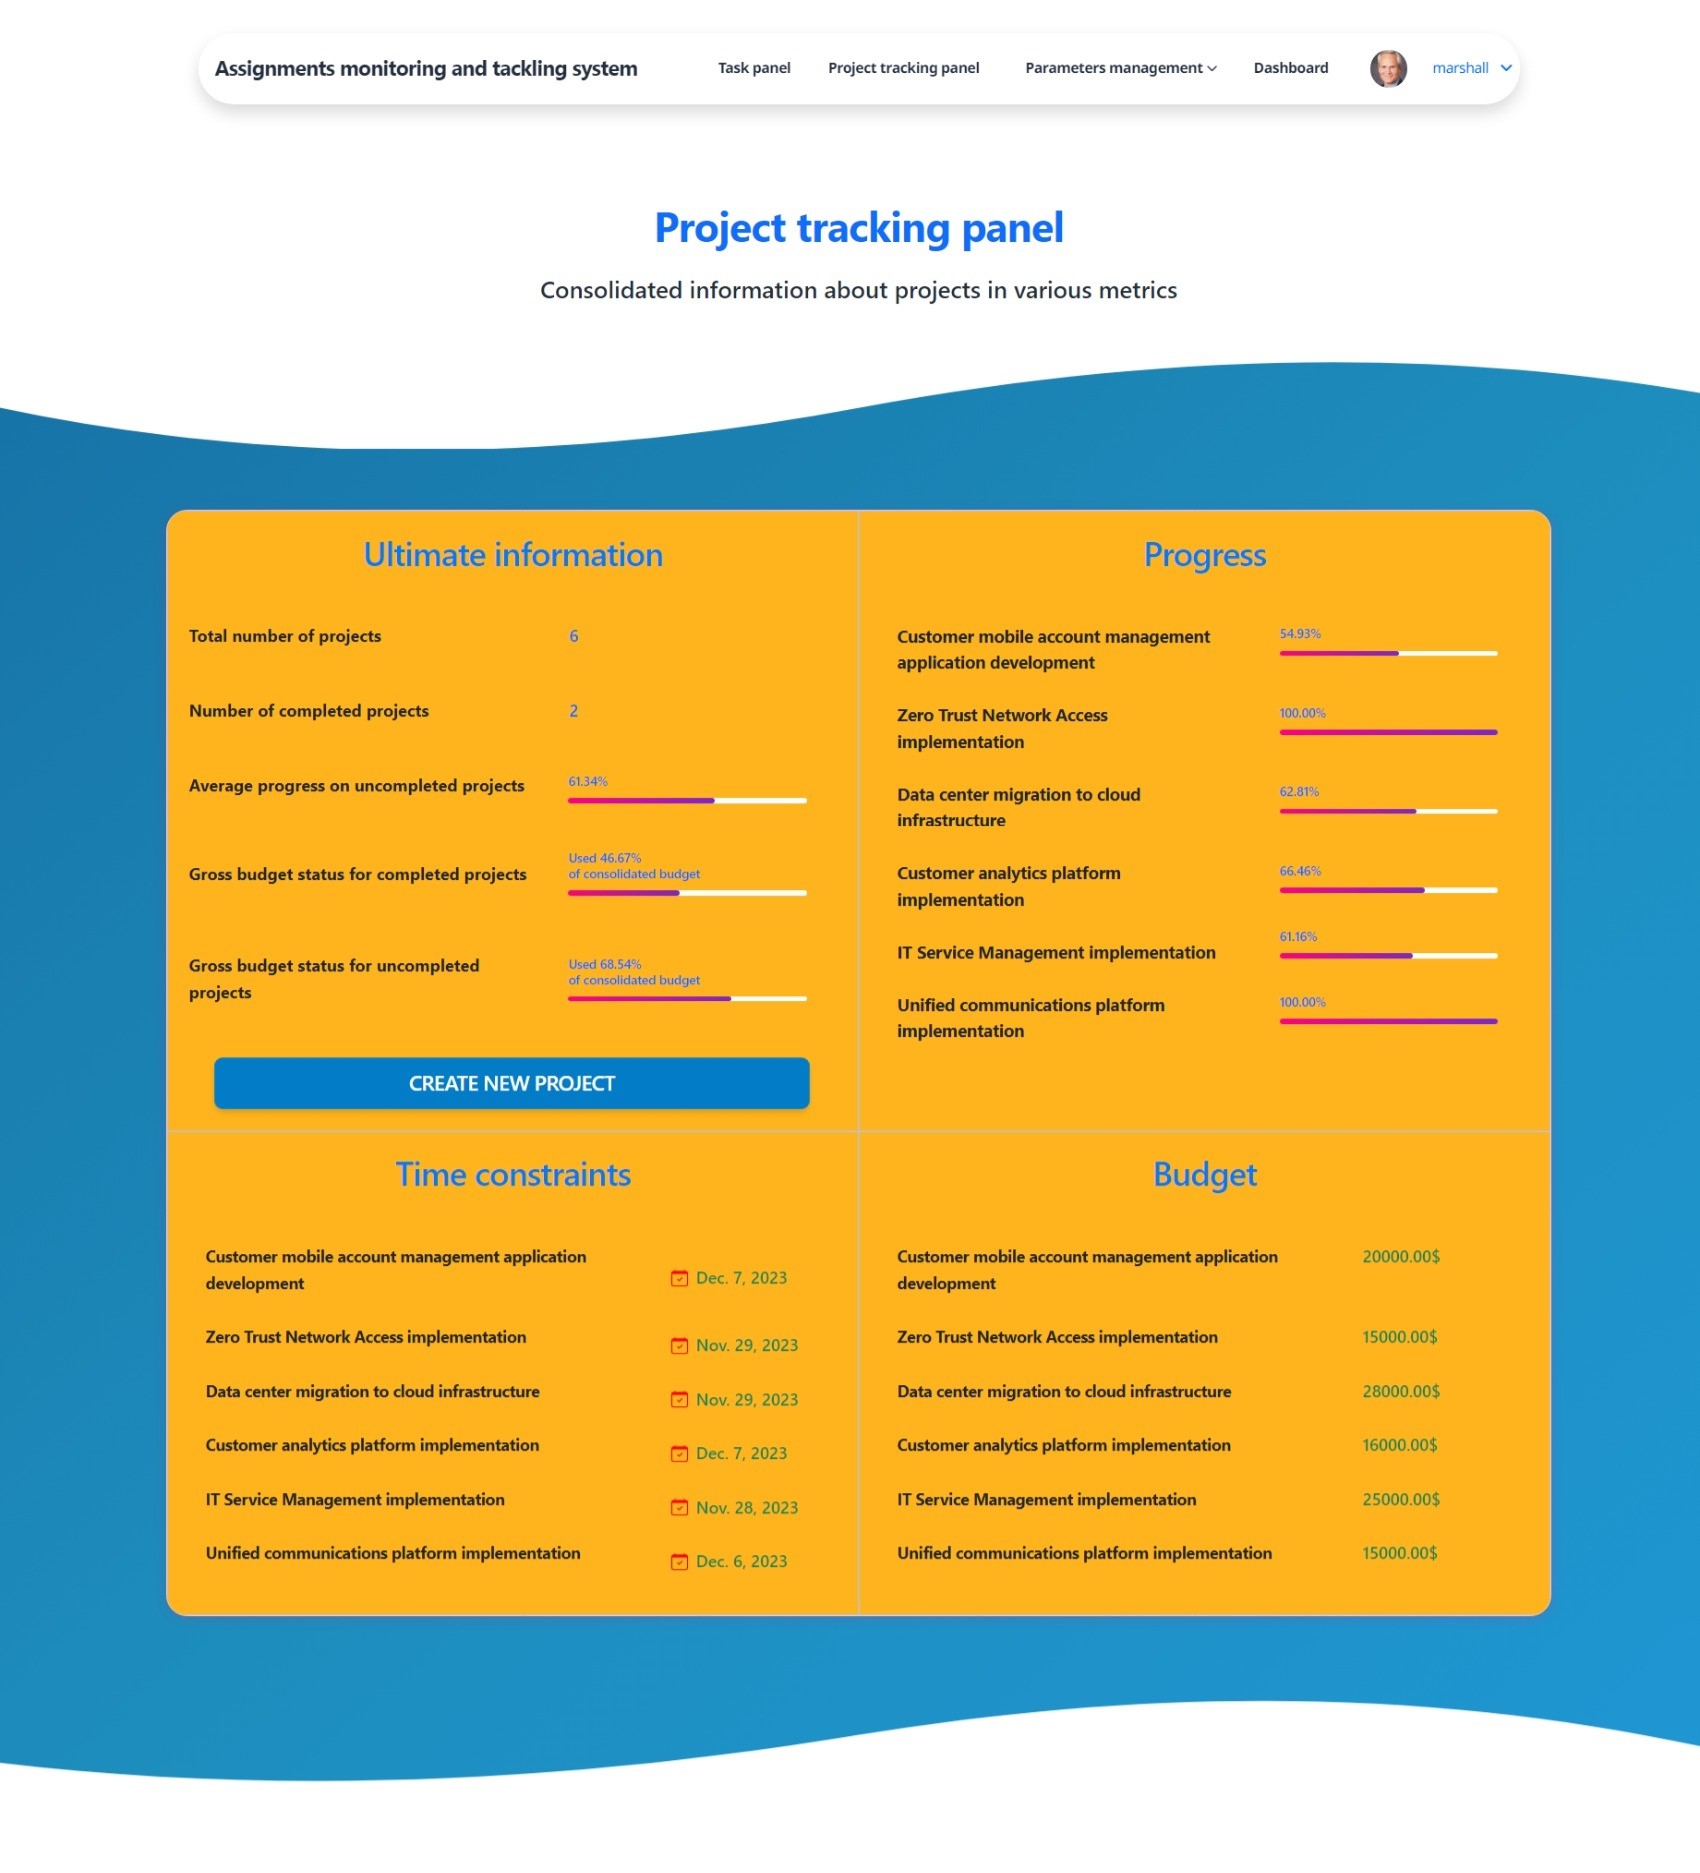 Assignments monitoring and tackling system
Task panel
Project tracking panel
Parameters management
Dashboard
marshall
Project tracking panel
Consolidated information about projects in various metrics
Ultimate information
Total number of projects
6
Number of completed projects
2
Average progress on uncompleted projects
61.34%
Gross budget status for completed projects
Used 46.67%
of consolidated budget
Gross budget status for uncompleted
projects
Used 68.54%
of consolidated budget
CREATE NEW PROJECT
Progress
Customer mobile account management
application development
54.93%
Zero Trust Network Access
implementation
100.00%
Data center migration to cloud
infrastructure
62.81%
Customer analytics platform
implementation
66.46%
IT Service Management implementation
61.16%
Unified communications platform
implementation
100.00%
Time constraints
Customer mobile account management application
development
Dec. 7, 2023
Zero Trust Network Access implementation
Nov. 29, 2023
Data center migration to cloud infrastructure
Nov. 29, 2023
Customer analytics platform implementation
Dec. 7, 2023
IT Service Management implementation
Nov. 28, 2023
Unified communications platform implementation
Dec. 6, 2023
Budget
Customer mobile account management application
development
20000.00$
Zero Trust Network Access implementation
15000.00$
Data center migration to cloud infrastructure
28000.00$
Customer analytics platform implementation
16000.00$
IT Service Management implementation
25000.00$
Unified communications platform implementation
15000.00$